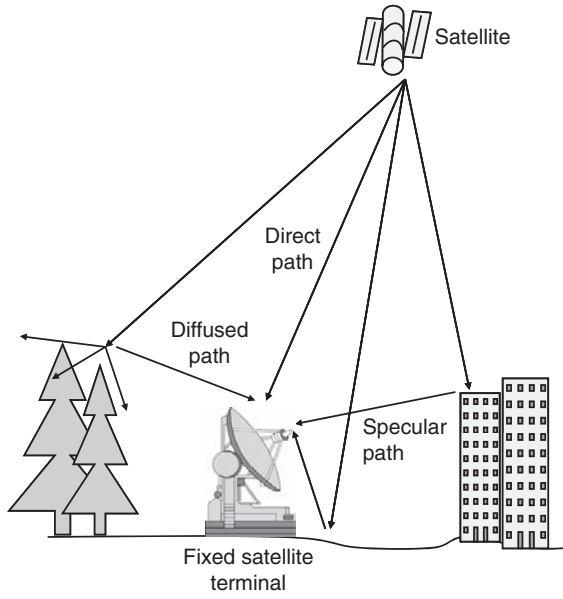 Satellite
Direct
path
Diffused
path
Specular
path
Fixed satellite
terminal